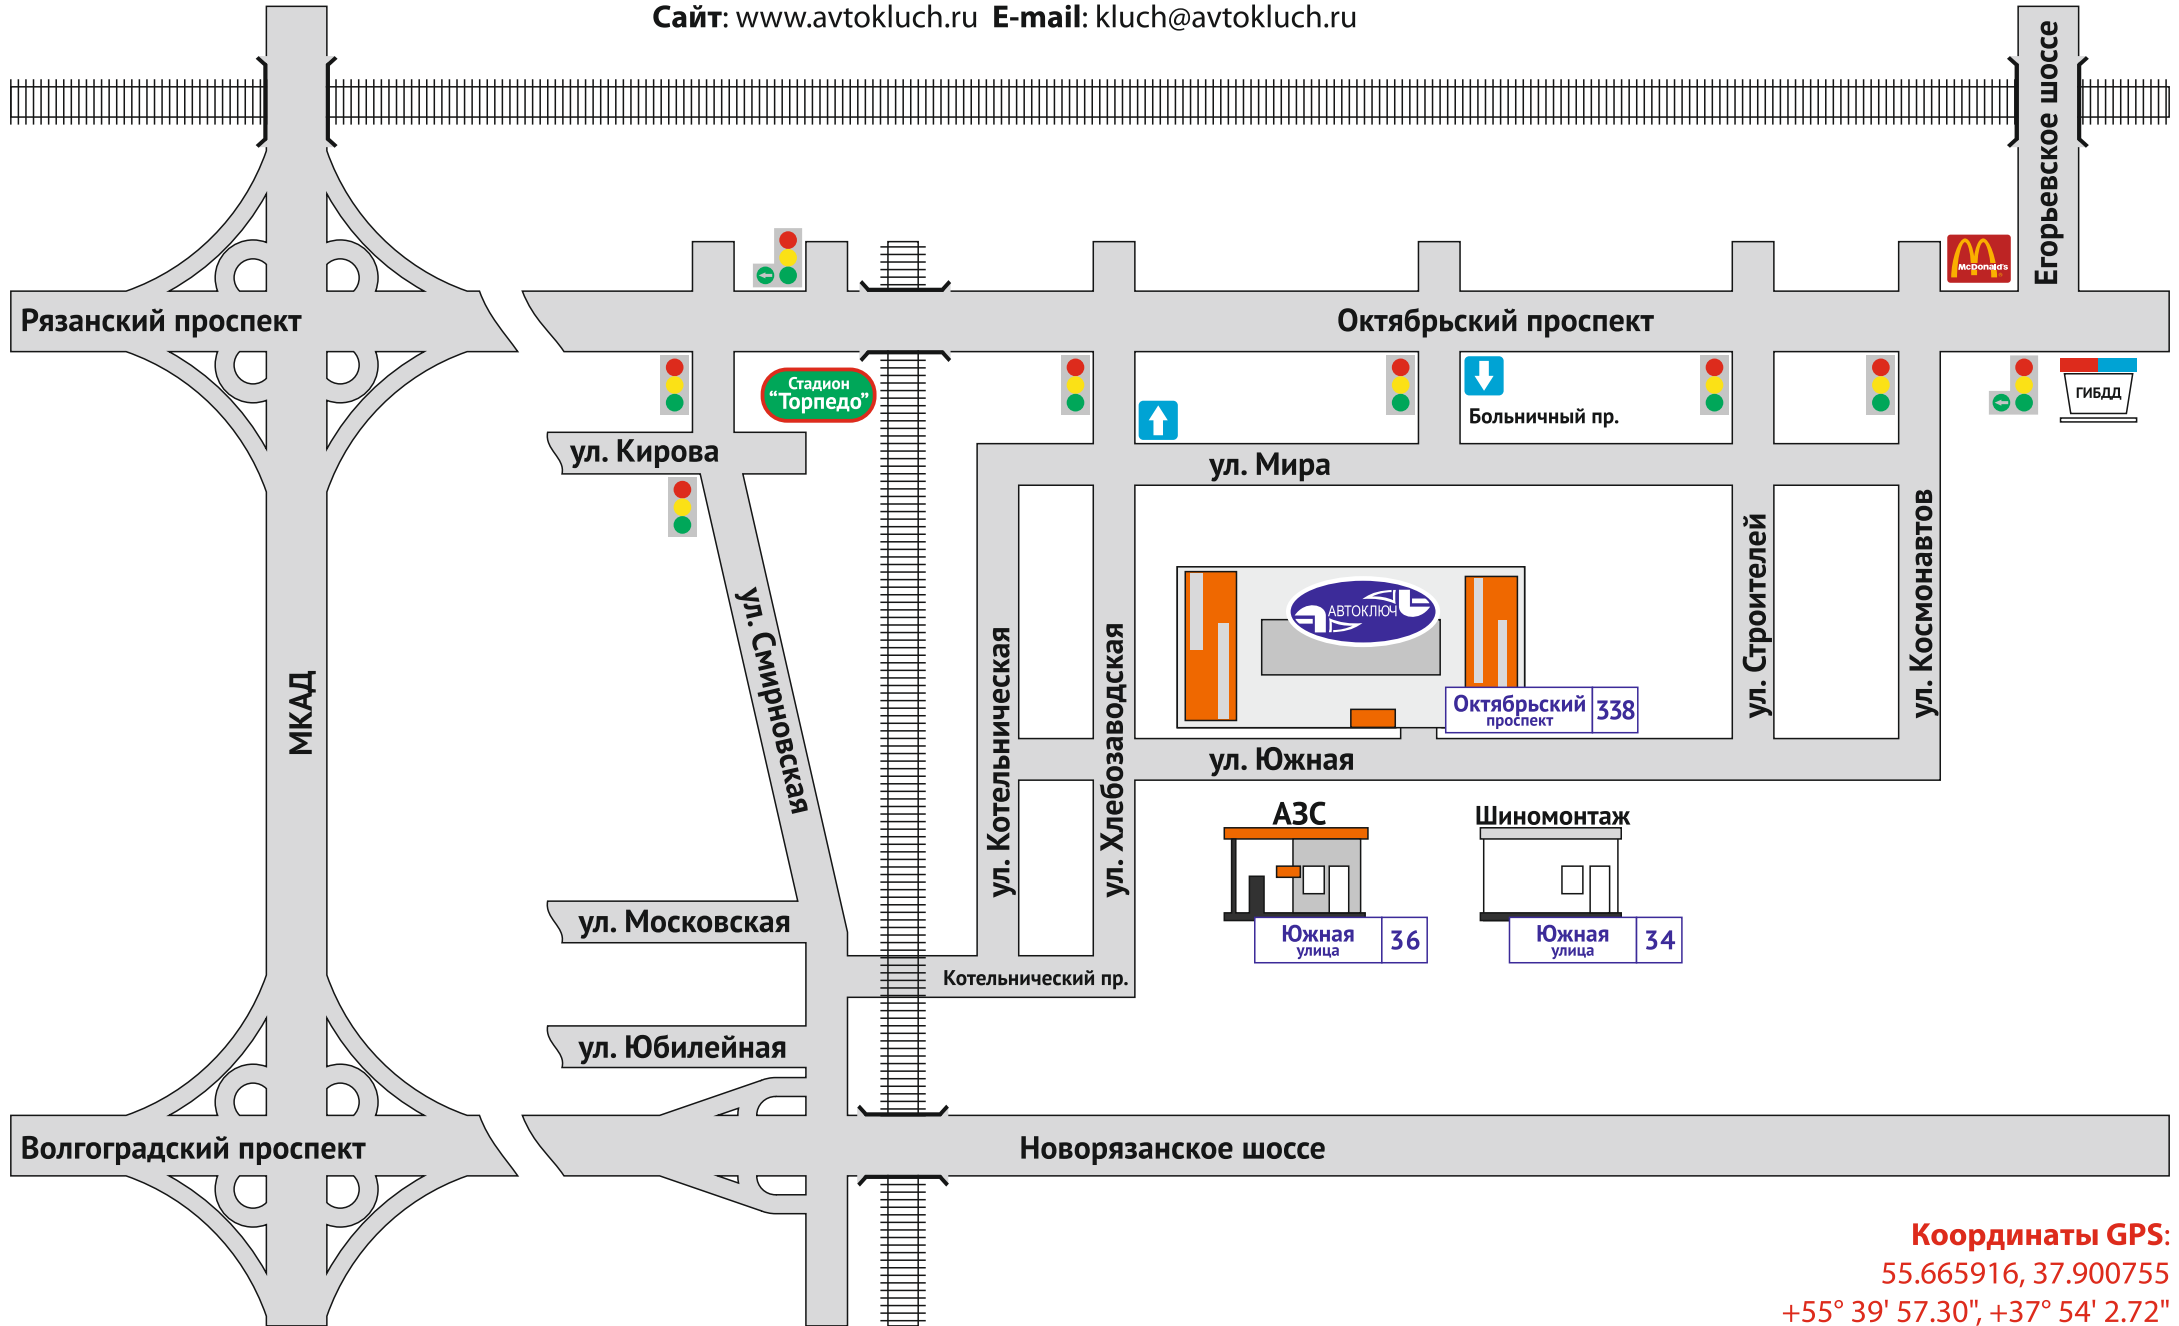 Сайт: www.avtokluch.ru E-mail: kluch@avtokluch.ru
Егорьевское шоссе
McDonald's
Рязанский проспект
Октябрьский проспект
Стадион
“Торпедо”
ГИБДД
Больничный пр.
ул. Кирова
ул. Мира
ул. Смирновская
МКАД
ул. Котельническая
ул. Хлебозаводская
АВТОКЛЮЧ
ул. Строителей
ул. Космонавтов
Октябрьский
проспект
338
ул. Южная
АЗС
Шиномонтаж
ул. Московская
Южная
улица
36
Южная
улица
34
Котельнический пр.
ул. Юбилейная
Волгоградский проспект
Новорязанское шоссе
Координаты GPS:
55.665916, 37.900755
+55° 39' 57.30", +37° 54' 2.72"